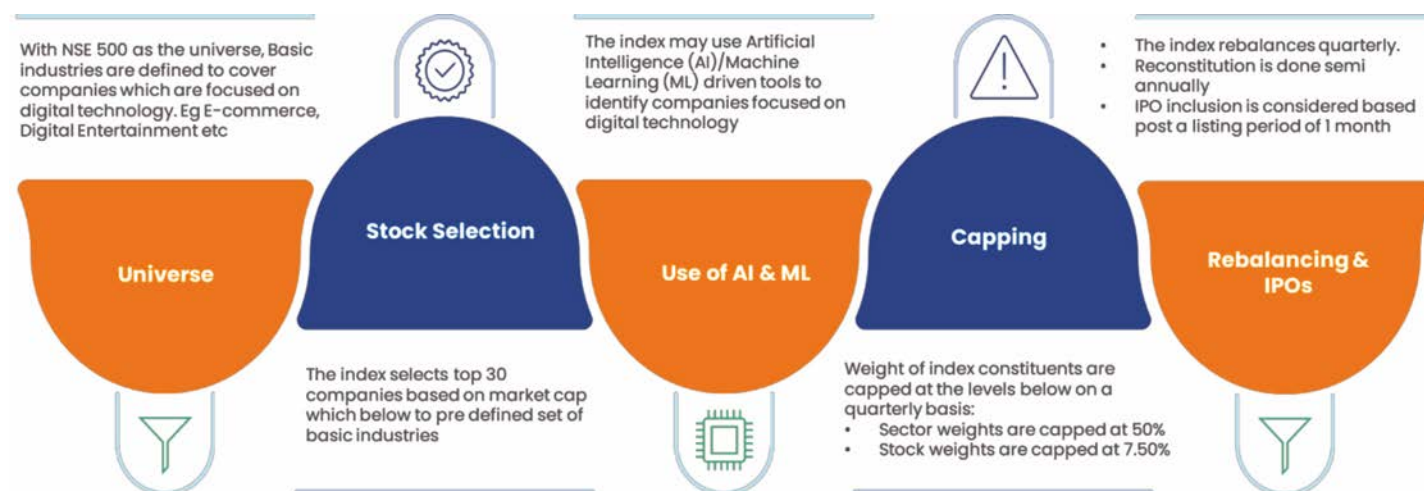 With NSE 500 as the universe, Basic
industries are defined to cover
companies which are focused on
digital technology. Eg E-commerce,
Digital Entertainment etc
Universe
Stock Selection
The index selects top 30
companies based on market cap
which below to pre defined set of
basic industries
The index may use Artificial
Intelligence (AI)/Machine
Learning (ML) driven tools to
identify companies focused on
digital technology
Use of AI & ML
Capping
Weight of index constituents are
capped at the levels below on a
quarterly basis:
• Sector weights are capped at 50%
• Stock weights are capped at 7.50%
• The index rebalances quarterly.
• Reconstitution is done semi
annually
• IPO inclusion is considered based
post a listing period of 1 month
Rebalancing &
IPOs